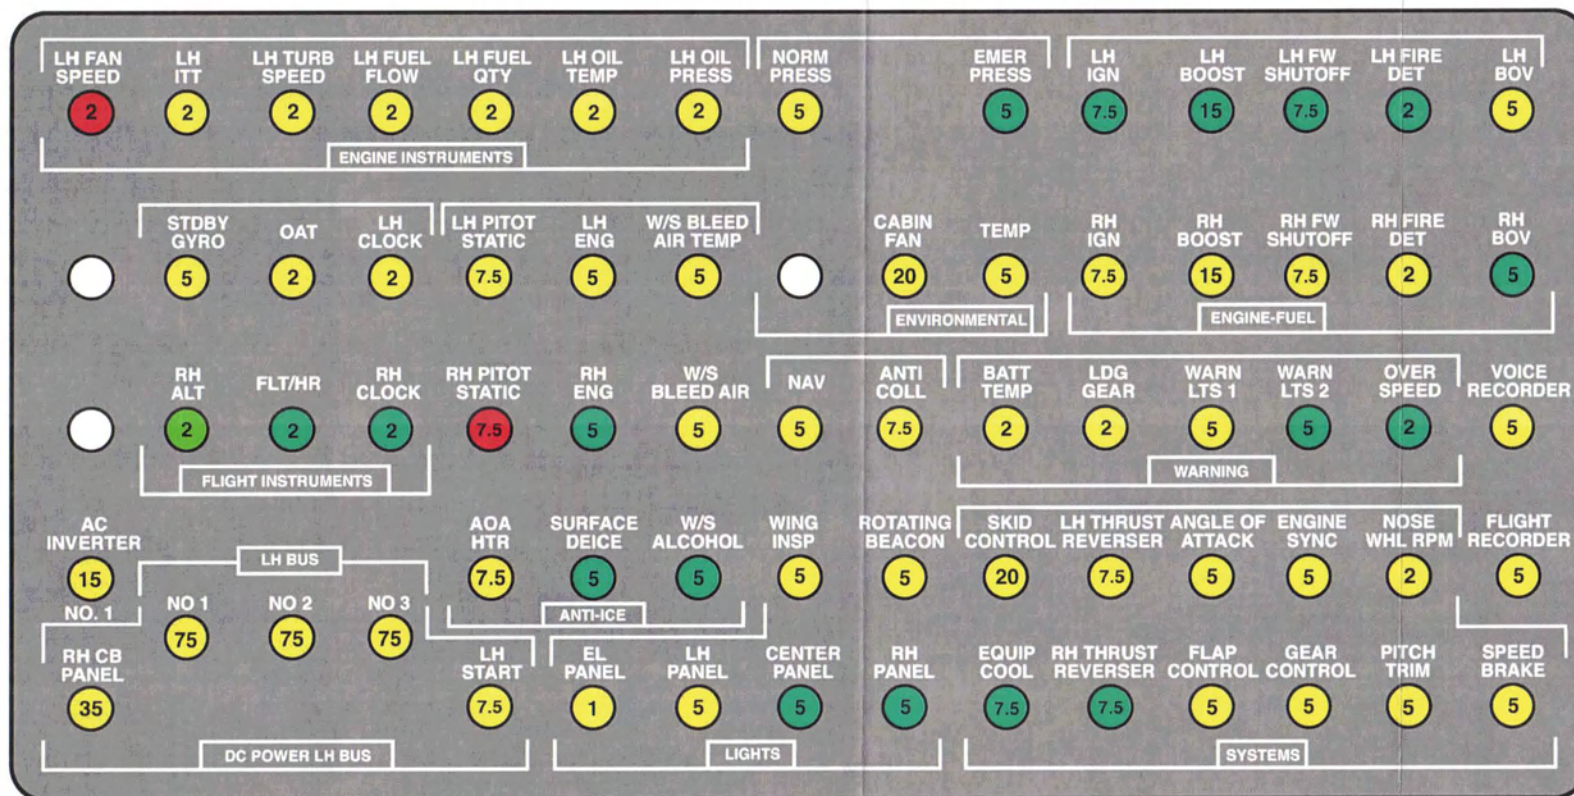 LH FAN SPEED
LH ITT
LH TURB SPEED
LH FUEL FLOW
LH FUEL QTY
LH OIL TEMP
LH OIL PRESS
NORM PRESS
EMER PRESS
LH IGN
LH BOOST
LH FW SHUTOFF
LH FIRE DET
LH BOV
2 2 2 2 2 2 2 5 5 7.5 15 7.5 2 5
ENGINE INSTRUMENTS
STDBY GYRO
OAT
LH CLOCK
LH PITOT STATIC
LH ENG
W/S BLEED AIR TEMP
CABIN FAN
TEMP
RH IGN
RH BOOST
RH FW SHUTOFF
RH FIRE DET
RH BOV
5 2 2 7.5 5 5 20 5 7.5 15 7.5 2 5
ENVIRONMENTAL
ENGINE-FUEL
RH ALT
FLT/HR
RH CLOCK
RH PITOT STATIC
RH ENG
W/S BLEED AIR
NAV
ANTI COLL
BATT TEMP
LDG GEAR
WARN LTS 1
WARN LTS 2
OVER SPEED
VOICE RECORDER
2 2 2 7.5 5 5 5 7.5 2 2 5 5 2 5
FLIGHT INSTRUMENTS
WARNING
AC INVERTER
15
NO. 1
LH BUS
AOA HTR
SURFACE DEICE
W/S ALCOHOL
WING INSP
ROTATING BEACON
SKID CONTROL
LH THRUST REVERSER
ANGLE OF ATTACK
ENGINE SYNC
NOSE WHL RPM
FLIGHT RECORDER
7.5 5 5 5 5 20 7.5 5 5 2 5
ANTI-ICE
NO 1 NO 2 NO 3
75 75 75
RH CB PANEL
LH START
EL PANEL
LH PANEL
CENTER PANEL
RH PANEL
EQUIP COOL
RH THRUST REVERSER
FLAP CONTROL
GEAR CONTROL
PITCH TRIM
SPEED BRAKE
35 7.5 1 5 5 5 7.5 7.5 5 5 5 5
DC POWER LH BUS
LIGHTS
SYSTEMS